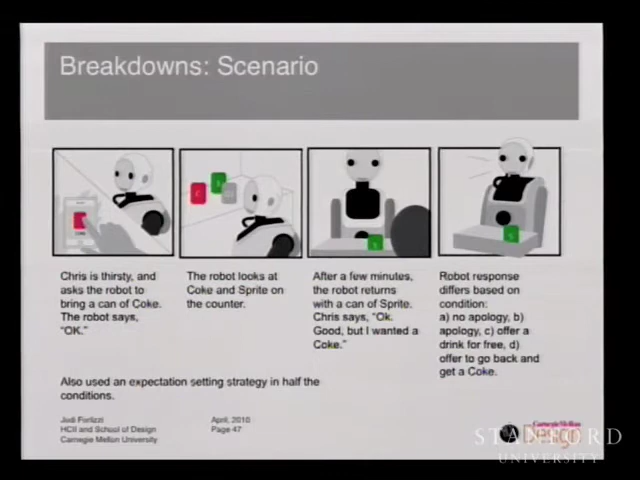 Breakdowns: Scenario
Chris is thirsty, and
asks the robot to
bring a can of Coke.
The robot says,
"OK."
The robot looks at
Coke and Sprite on
the counter.
After a few minutes,
the robot returns
with a can of Sprite.
Chris says, "Ok.
Good, but I wanted a
Coke."
Robot response
differs based on
condition:
a) no apology, b)
apology, c) offer a
drink for free, d)
offer to go back and
get a Coke.
Also used an expectation setting strategy in half the
conditions.
Jodi Forlizzi
HCII and School of Design
Carnegie Mellon University
April, 2010
Page 47
Carnegie Mellon
Design
STANFORD
UNIVERSITY